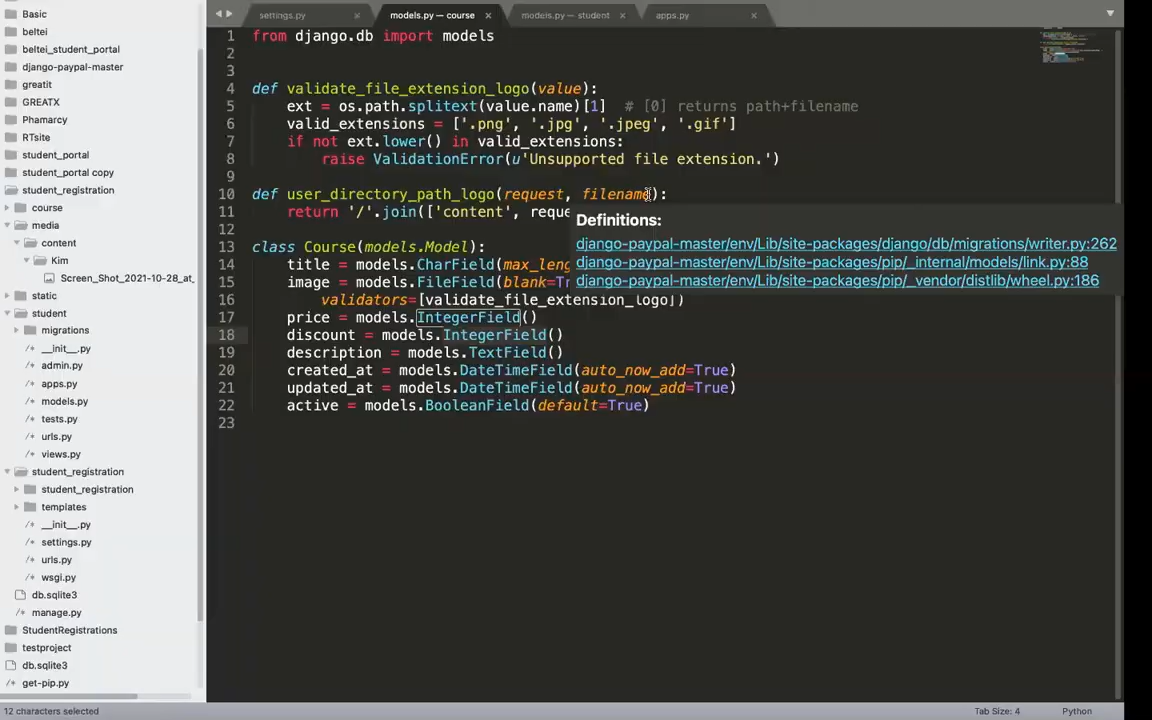 Basic
beltei
beltei_student_portal
django-paypal-master
greatit
GREATX
Phamarcy
RTsite
student_portal
student_portal copy
student_registration
course
media
content
Kim
Screen_Shot_2021-10-28_at_
static
student
migrations
__init__.py
admin.py
apps.py
models.py
tests.py
urls.py
views.py
student_registration
student_registration
templates
__init__.py
settings.py
urls.py
wsgi.py
db.sqlite3
manage.py
StudentRegistrations
testproject
db.sqlite3
get-pip.py
settings.py models.py — course models.py — student apps.py
1 from django.db import models
2
3
4 def validate_file_extension_logo(value):
5 ext = os.path.splitext(value.name)[1] # [0] returns path+filename
6 valid_extensions = ['.png', '.jpg', '.jpeg', '.gif']
7 if not ext.lower() in valid_extensions:
8 raise ValidationError(u'Unsupported file extension.')
9
10 def user_directory_path_logo(request, filename):
11 return '/'.join(['content', reque
12
13 class Course(models.Model):
14 title = models.CharField(max_leng
15 image = models.FileField(blank=Tr
16 validators=[validate_file_extension_logo])
17 price = models.IntegerField()
18 discount = models.IntegerField()
19 description = models.TextField()
20 created_at = models.DateTimeField(auto_now_add=True)
21 updated_at = models.DateTimeField(auto_now_add=True)
22 active = models.BooleanField(default=True)
23
Definitions:
django-paypal-master/env/Lib/site-packages/django/db/migrations/writer.py:262
django-paypal-master/env/Lib/site-packages/pip/_internal/models/link.py:88
django-paypal-master/env/Lib/site-packages/pip/_vendor/distlib/wheel.py:186
12 characters selected Tab Size: 4 Python